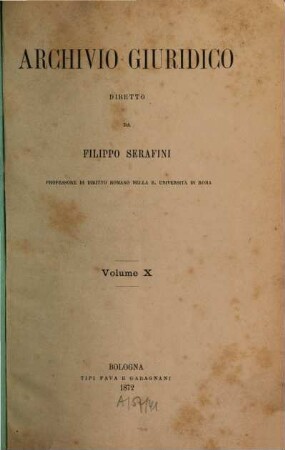 ARCHIVIO GIURIDICO
DIRETTO
DA
FILIPPO SERAFINI
PROFESSORE DI DIRITTO ROMANO NELLA R. UNIVERSITÀ DI ROMA
Volume X
BOLOGNA
TIPI FAVA E GARAGNANI
1872